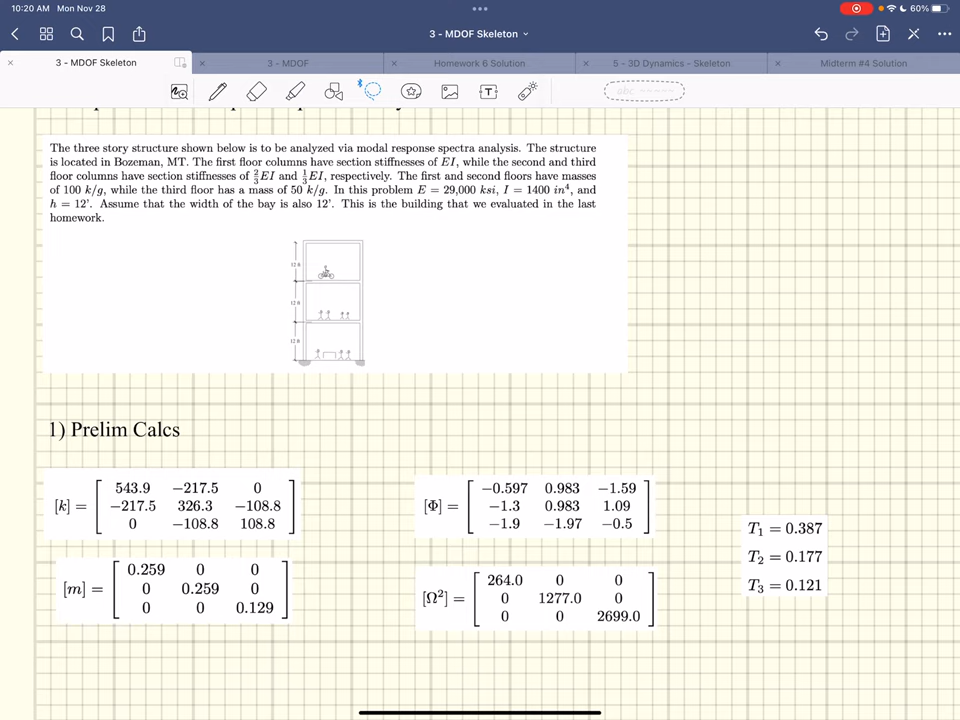 10:20 AM Mon Nov 28
60%
3 - MDOF Skeleton
3 - MDOF Skeleton
3 - MDOF
Homework 6 Solution
5 - 3D Dynamics - Skeleton
Midterm #4 Solution
abc
The three story structure shown below is to be analyzed via modal response spectra analysis. The structure
is located in Bozeman, MT. The first floor columns have section stiffnesses of EI, while the second and third
floor columns have section stiffnesses of 2/3 EI and 1/3 EI, respectively. The first and second floors have masses
of 100 k/g, while the third floor has a mass of 50 k/g. In this problem E = 29,000 ksi, I = 1400 in⁴, and
h = 12'. Assume that the width of the bay is also 12'. This is the building that we evaluated in the last
homework.
12 ft
12 ft
12 ft
1) Prelim Calcs
543.9 −217.5 0
[k] = −217.5 326.3 −108.8
0 −108.8 108.8
0.259 0 0
[m] = 0 0.259 0
0 0 0.129
−0.597 0.983 −1.59
[Φ] = −1.3 0.983 1.09
−1.9 −1.97 −0.5
264.0 0 0
[Ω²] = 0 1277.0 0
0 0 2699.0
T₁ = 0.387
T₂ = 0.177
T₃ = 0.121